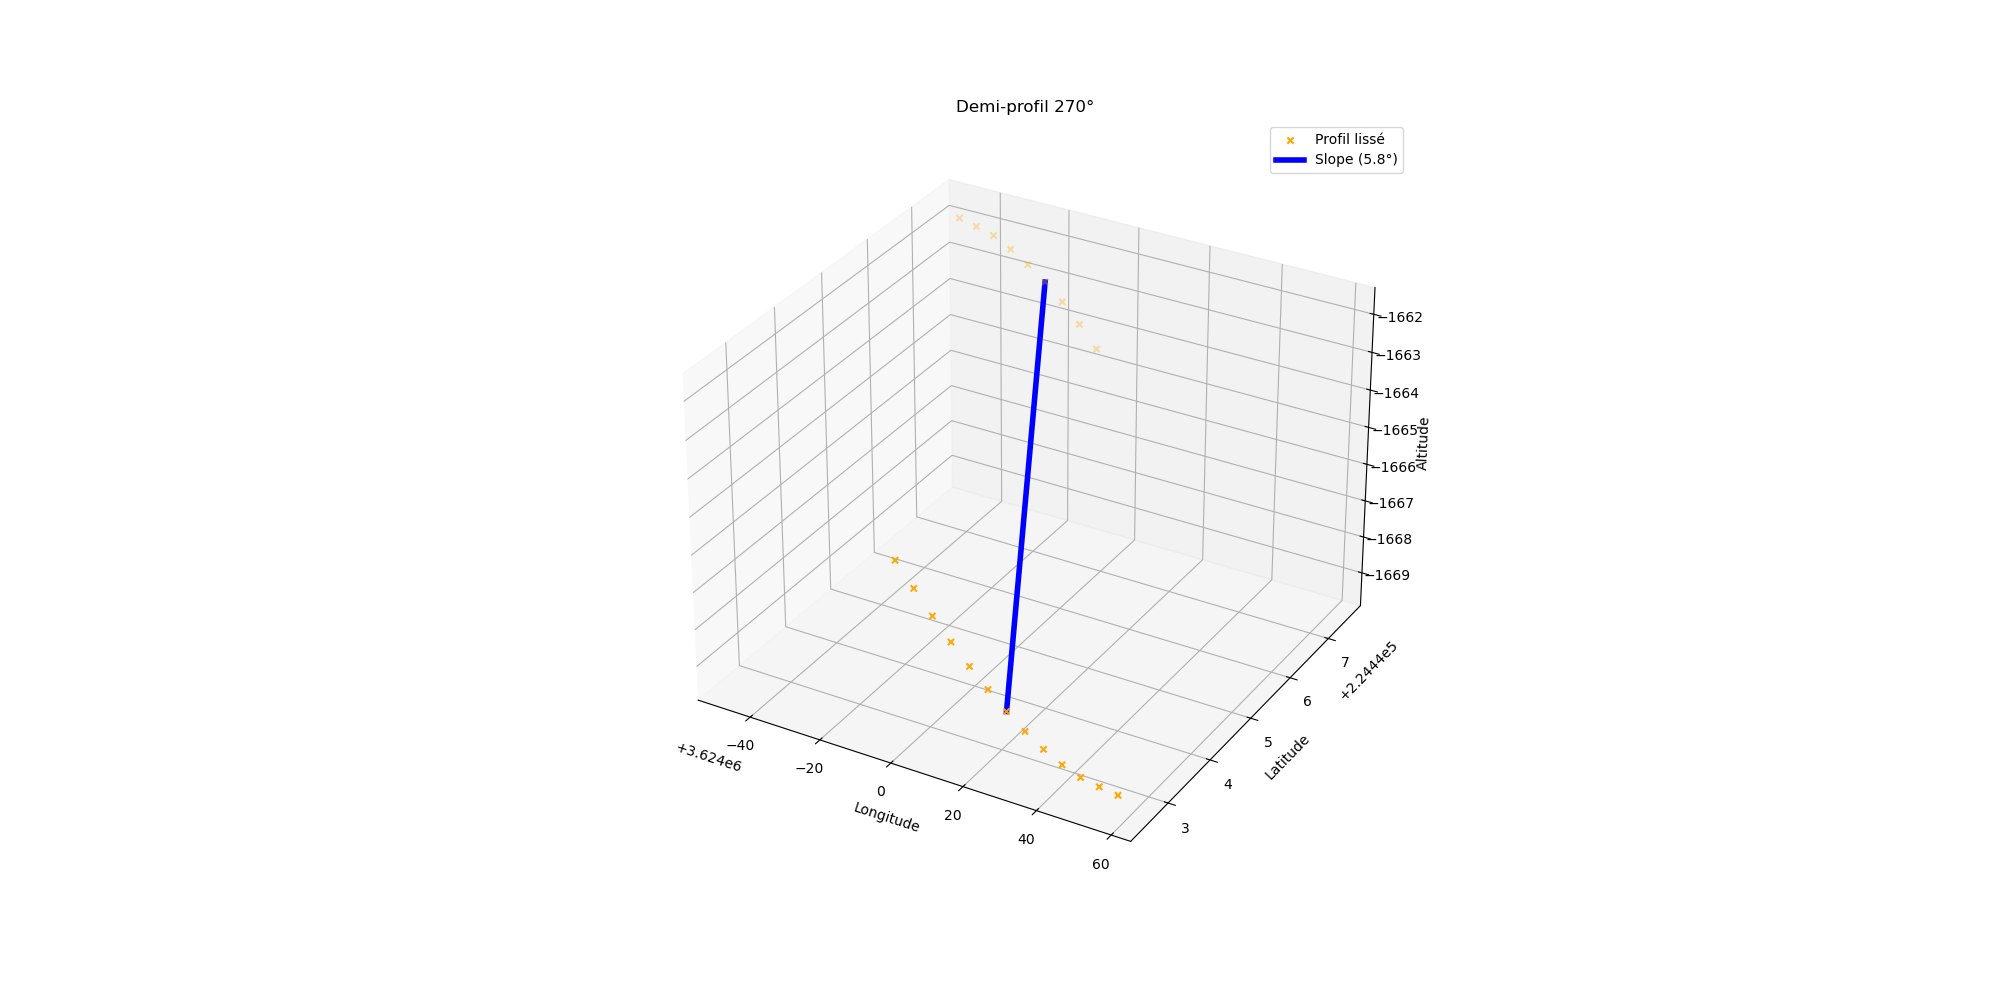 Demi-profil 270°
Profil lissé
Slope (5.8°)
−1662
−1663
−1664
−1665
−1666
−1667
−1668
−1669
Altitude
7
6
5
4
3
+2.2444e5
Latitude
−40
−20
0
20
40
60
+3.624e6
Longitude